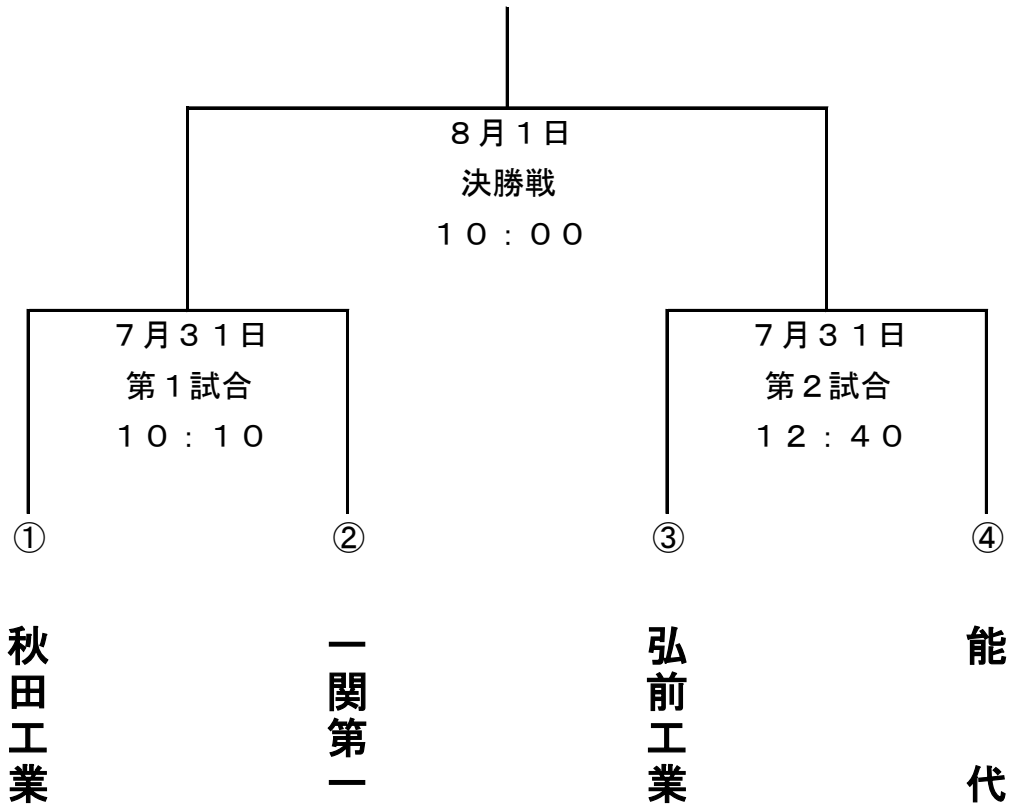 ８月１日
決勝戦
１０：００
７月３１日
第１試合
１０：１０
７月３１日
第２試合
１２：４０
①
②
③
④
秋田工業
一関第一
弘前工業
能代